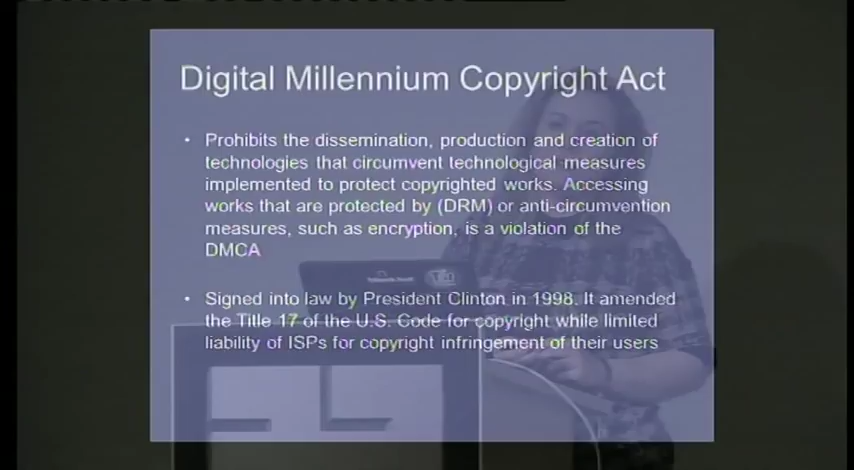 Digital Millennium Copyright Act
• Prohibits the dissemination, production and creation of
technologies that circumvent technological measures
implemented to protect copyrighted works. Accessing
works that are protected by (DRM) or anti-circumvention
measures, such as encryption, is a violation of the
DMCA
• Signed into law by President Clinton in 1998. It amended
the Title 17 of the U.S. Code for copyright while limited
liability of ISPs for copyright infringement of their users